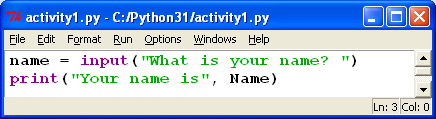 activity1.py - C:/Python31/activity1.py
File Edit Format Run Options Windows Help
name = input("What is your name? ")
print("Your name is", Name)
Ln: 3 Col: 0